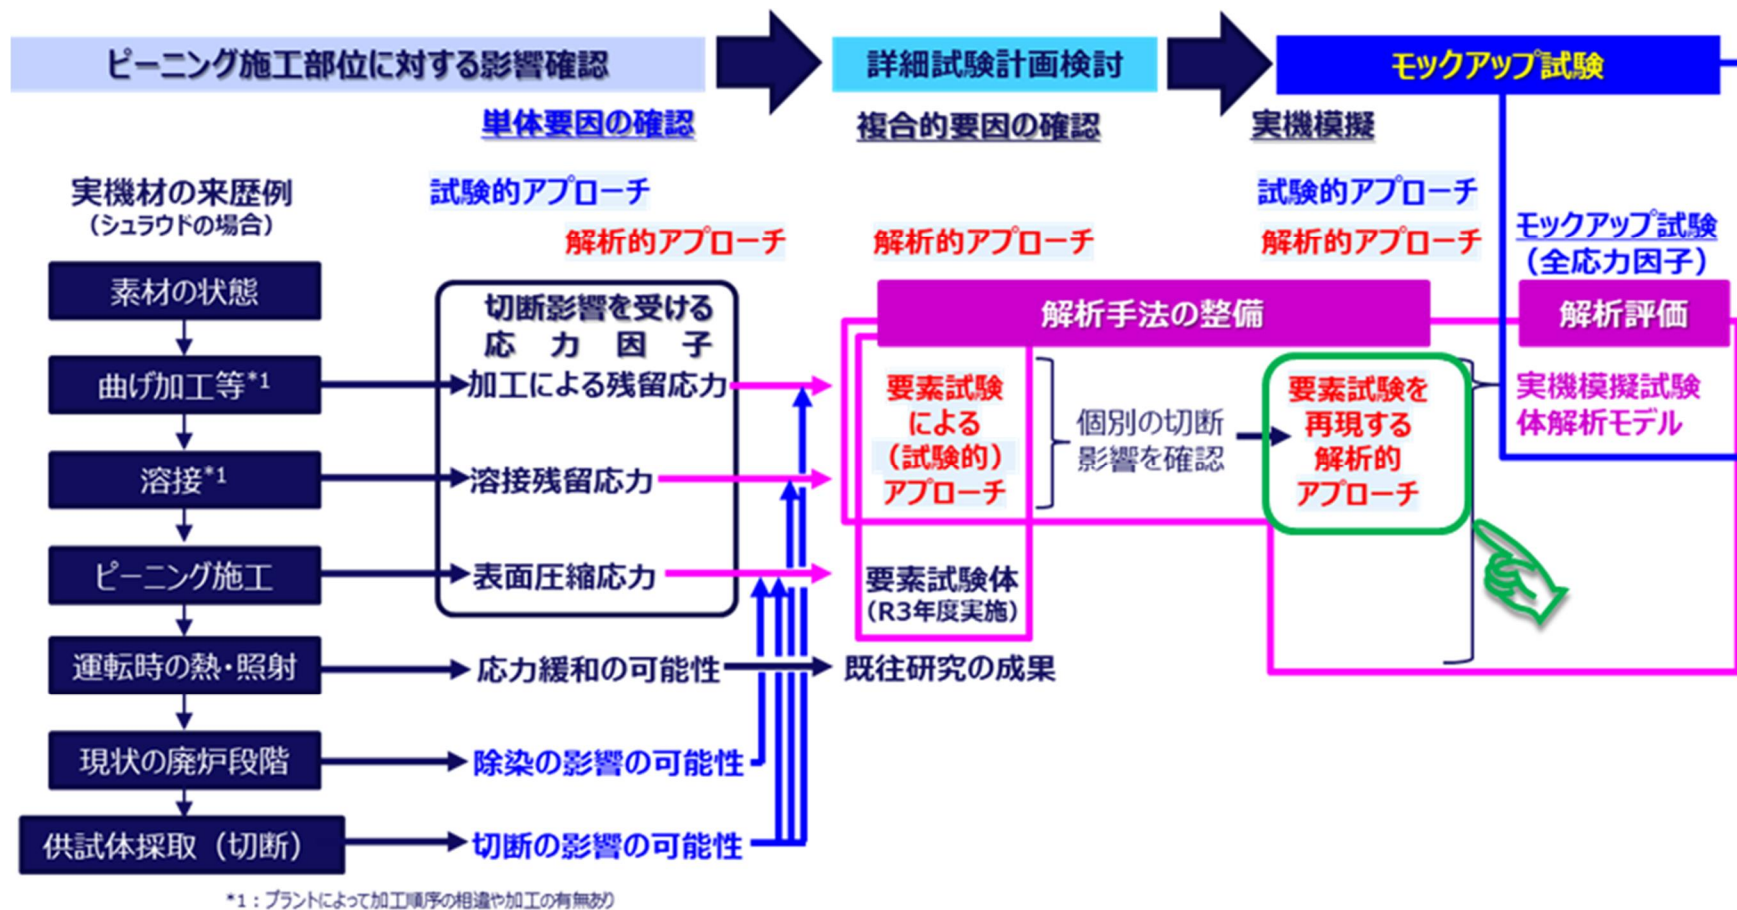 ピーニング施工部位に対する影響確認
詳細試験計画検討
モックアップ試験
単体要因の確認
複合的要因の確認
実機模擬
実機材の来歴例
（シュラウドの場合）
試験的アプローチ
解析的アプローチ
解析的アプローチ
試験的アプローチ
解析的アプローチ
モックアップ試験
（全応力因子）
素材の状態
曲げ加工等*1
溶接*1
ピーニング施工
運転時の熱・照射
現状の廃炉段階
供試体採取（切断）
切断影響を受ける
応力因子
加工による残留応力
溶接残留応力
表面圧縮応力
応力緩和の可能性
除染の影響の可能性
切断の影響の可能性
解析手法の整備
要素試験
による
（試験的）
アプローチ
個別の切断
影響を確認
要素試験を
再現する
解析的
アプローチ
要素試験体
（R3年度実施）
既往研究の成果
解析評価
実機模擬試験
体解析モデル
*1：プラントによって加工順序の相違や加工の有無あり